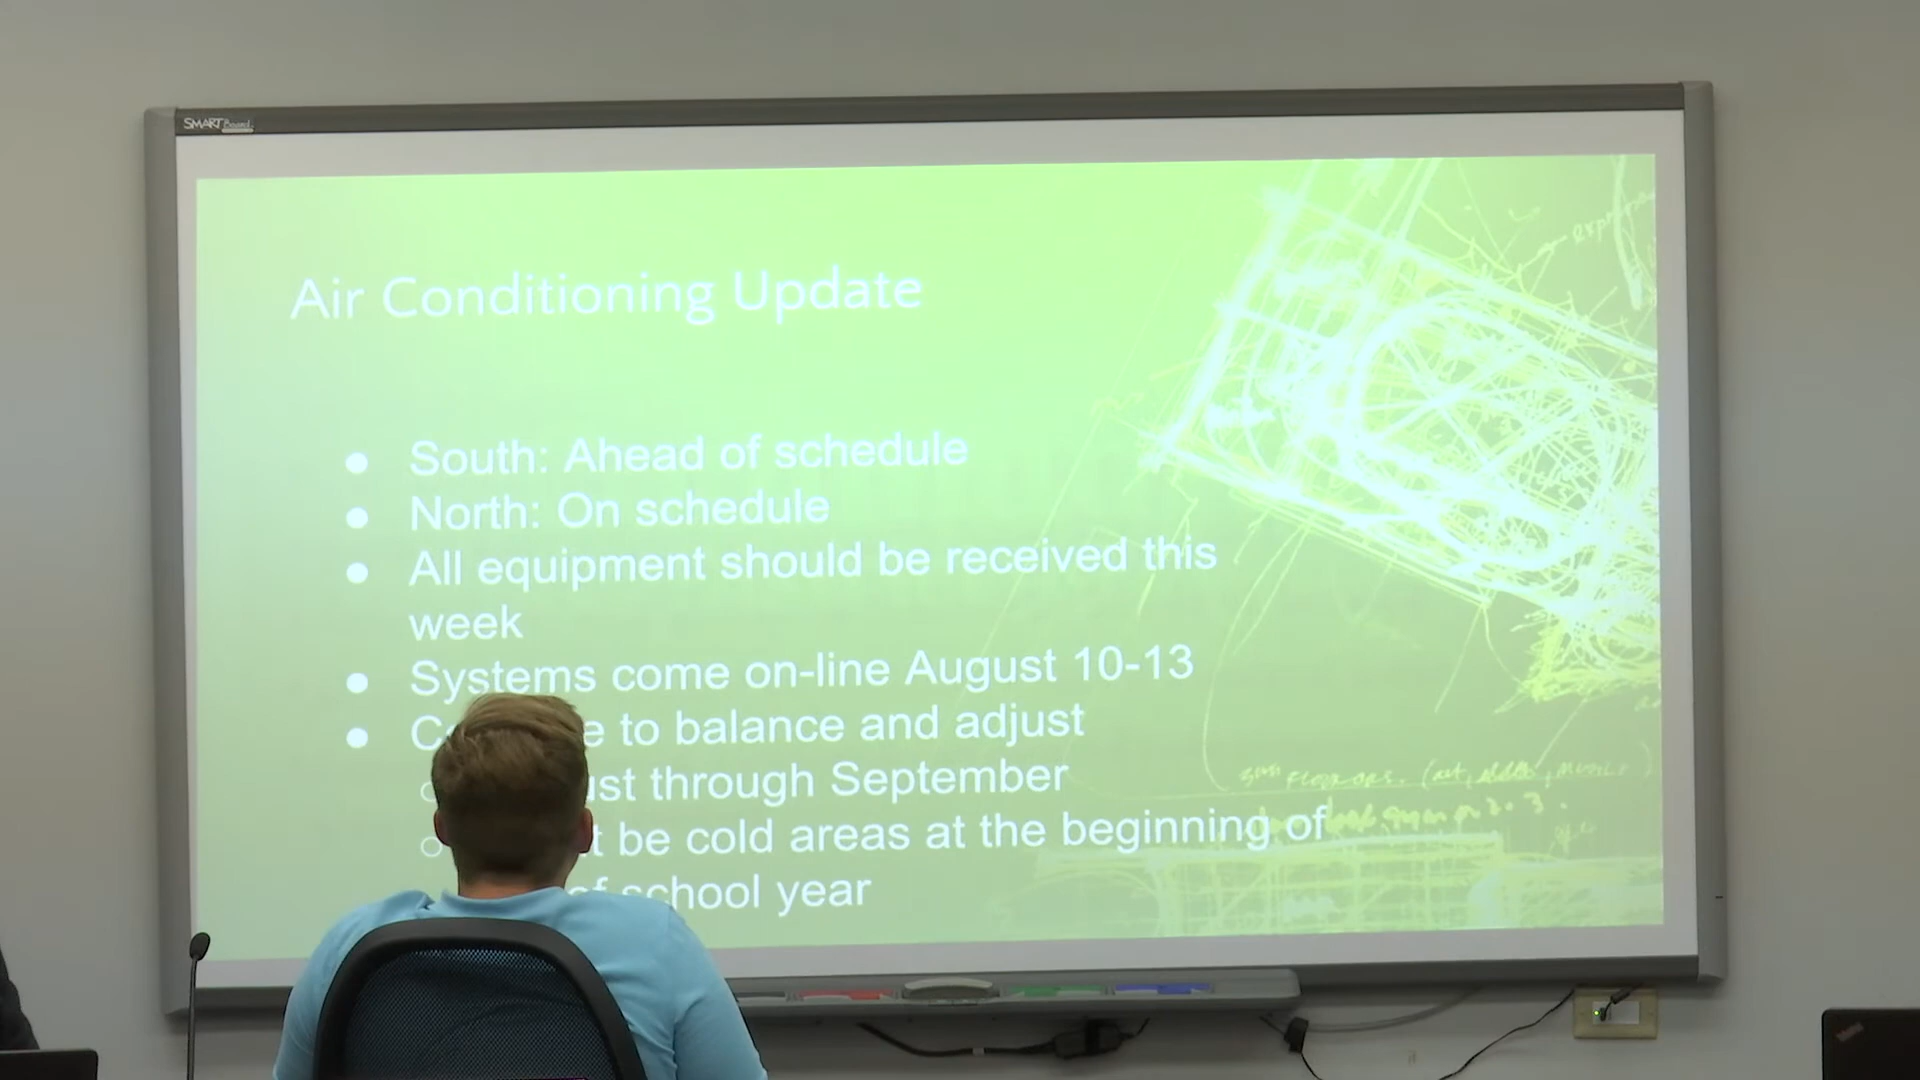 SMART Board
Air Conditioning Update
South: Ahead of schedule
North: On schedule
All equipment should be received this
week
Systems come on-line August 10-13
to balance and adjust
through September
be cold areas at the beginning of
of school year